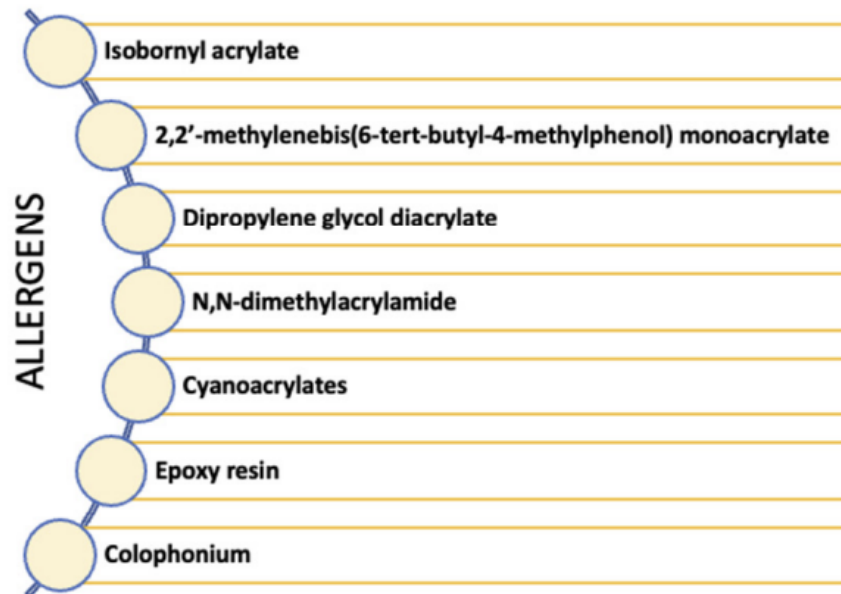 ALLERGENS
Isobornyl acrylate
2,2’-methylenebis(6-tert-butyl-4-methylphenol) monoacrylate
Dipropylene glycol diacrylate
N,N-dimethylacrylamide
Cyanoacrylates
Epoxy resin
Colophonium